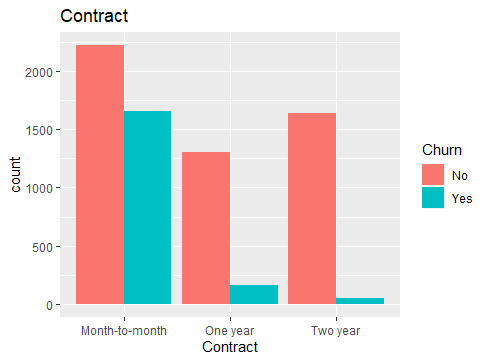 Contract
count
2000
1500
1000
500
0
Month-to-month
One year
Two year
Contract
Churn
No
Yes